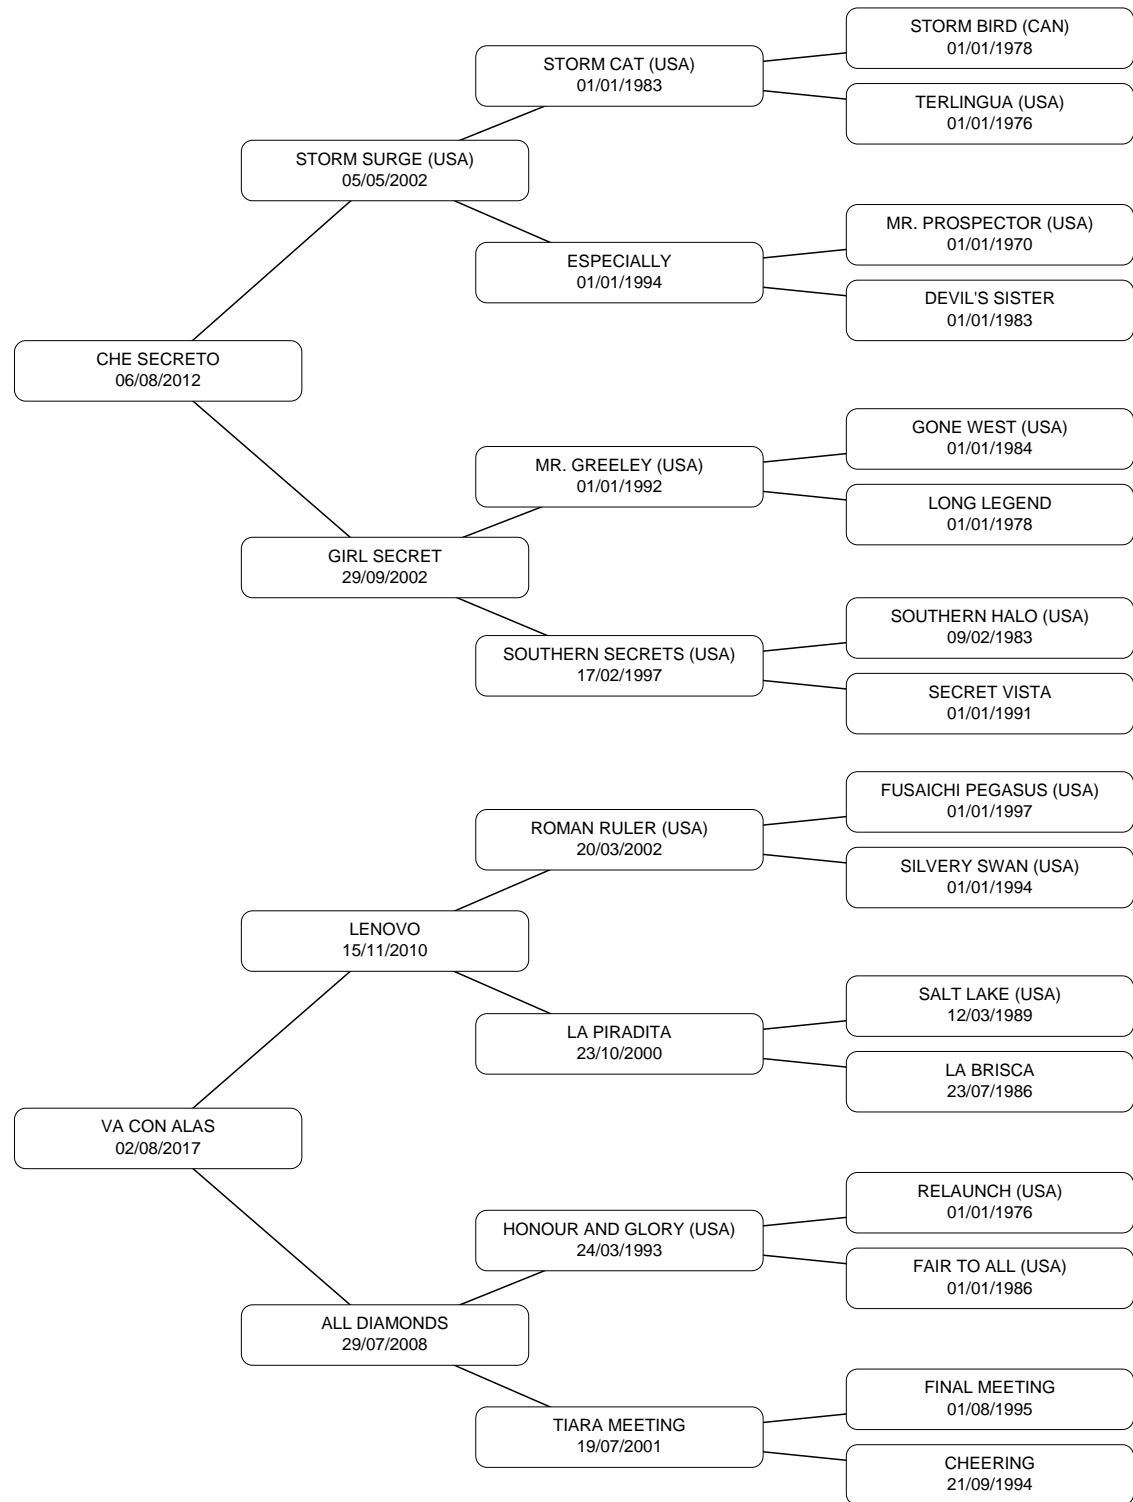 STORM BIRD (CAN)
01/01/1978
STORM CAT (USA)
01/01/1983
TERLINGUA (USA)
01/01/1976
STORM SURGE (USA)
05/05/2002
MR. PROSPECTOR (USA)
01/01/1970
ESPECIALLY
01/01/1994
DEVIL'S SISTER
01/01/1983
CHE SECRETO
06/08/2012
GONE WEST (USA)
01/01/1984
MR. GREELEY (USA)
01/01/1992
LONG LEGEND
01/01/1978
GIRL SECRET
29/09/2002
SOUTHERN HALO (USA)
09/02/1983
SOUTHERN SECRETS (USA)
17/02/1997
SECRET VISTA
01/01/1991
FUSAICHI PEGASUS (USA)
01/01/1997
ROMAN RULER (USA)
20/03/2002
SILVERY SWAN (USA)
01/01/1994
LENOVO
15/11/2010
SALT LAKE (USA)
12/03/1989
LA PIRADITA
23/10/2000
LA BRISCA
23/07/1986
VA CON ALAS
02/08/2017
RELAUNCH (USA)
01/01/1976
HONOUR AND GLORY (USA)
24/03/1993
FAIR TO ALL (USA)
01/01/1986
ALL DIAMONDS
29/07/2008
FINAL MEETING
01/08/1995
TIARA MEETING
19/07/2001
CHEERING
21/09/1994